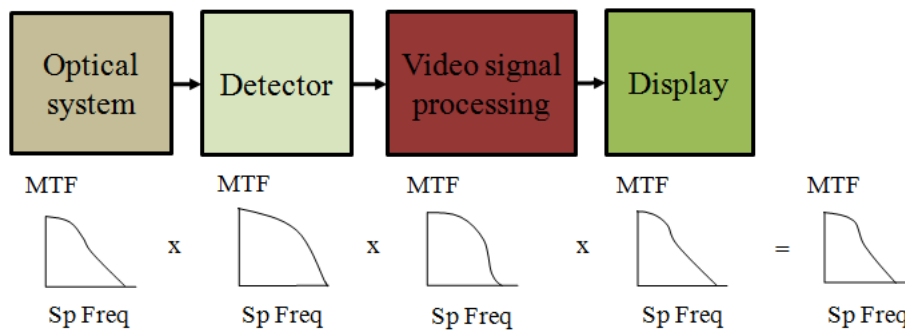 Optical
system
Detector
Video signal
processing
Display
MTF
MTF
MTF
MTF
MTF
x
x
x
=
Sp Freq
Sp Freq
Sp Freq
Sp Freq
Sp Freq